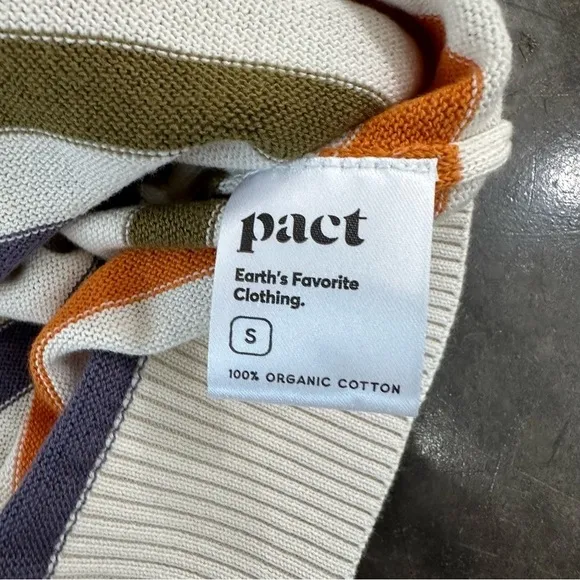 pact
Earth's Favorite
Clothing.
S
100% ORGANIC COTTON